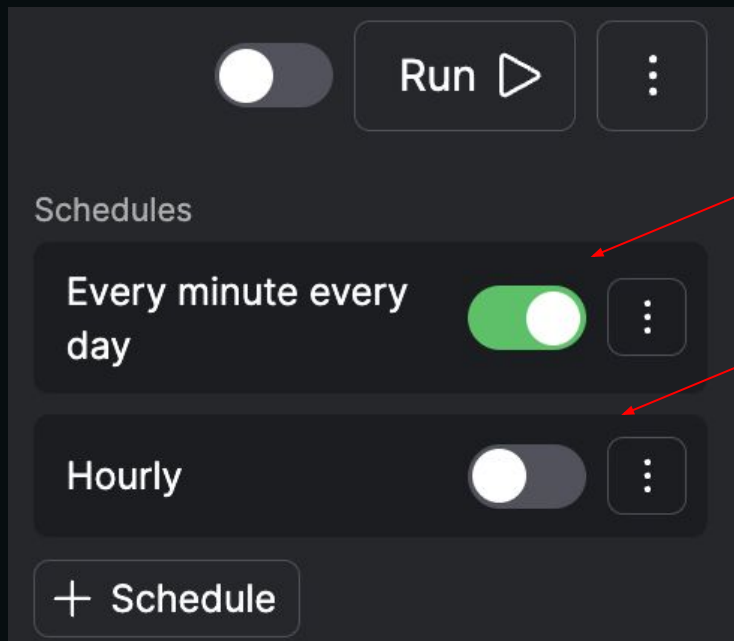 Run
Schedules
Every minute every
day
Hourly
+ Schedule